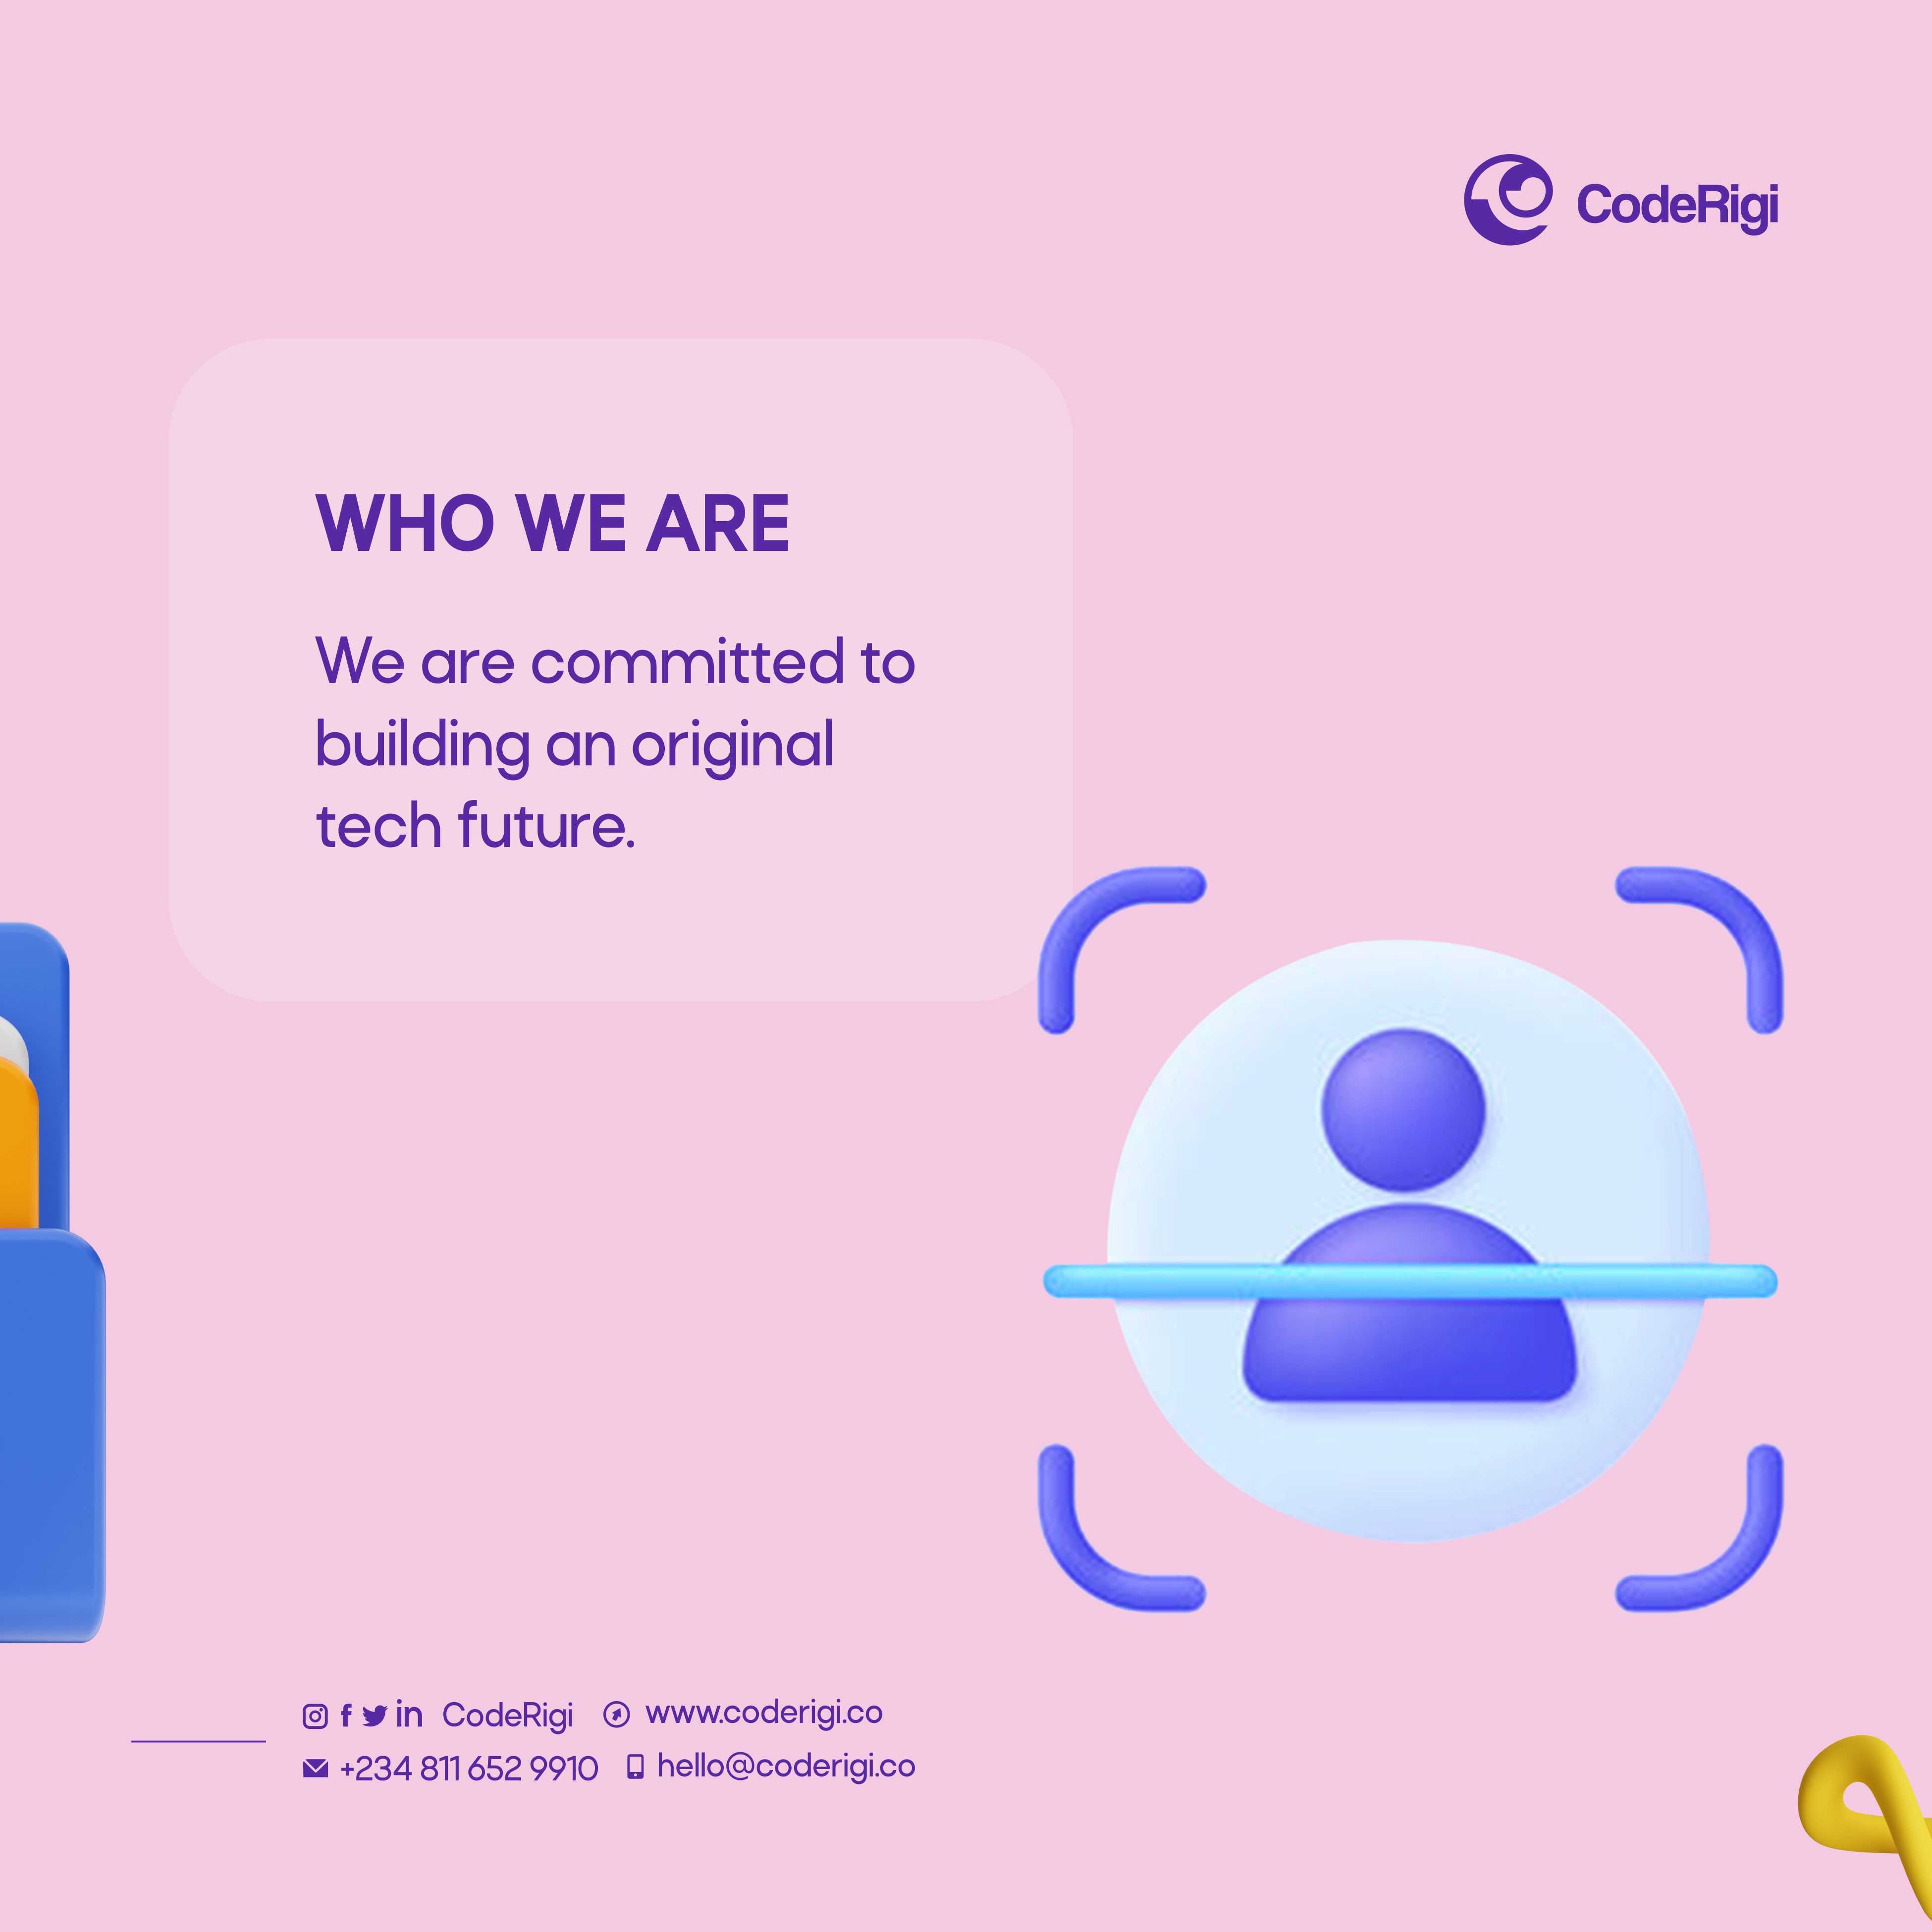 CodeRigi
WHO WE ARE
We are committed to
building an original
tech future.
CodeRigi www.coderigi.co
+234 811 652 9910 hello@coderigi.co